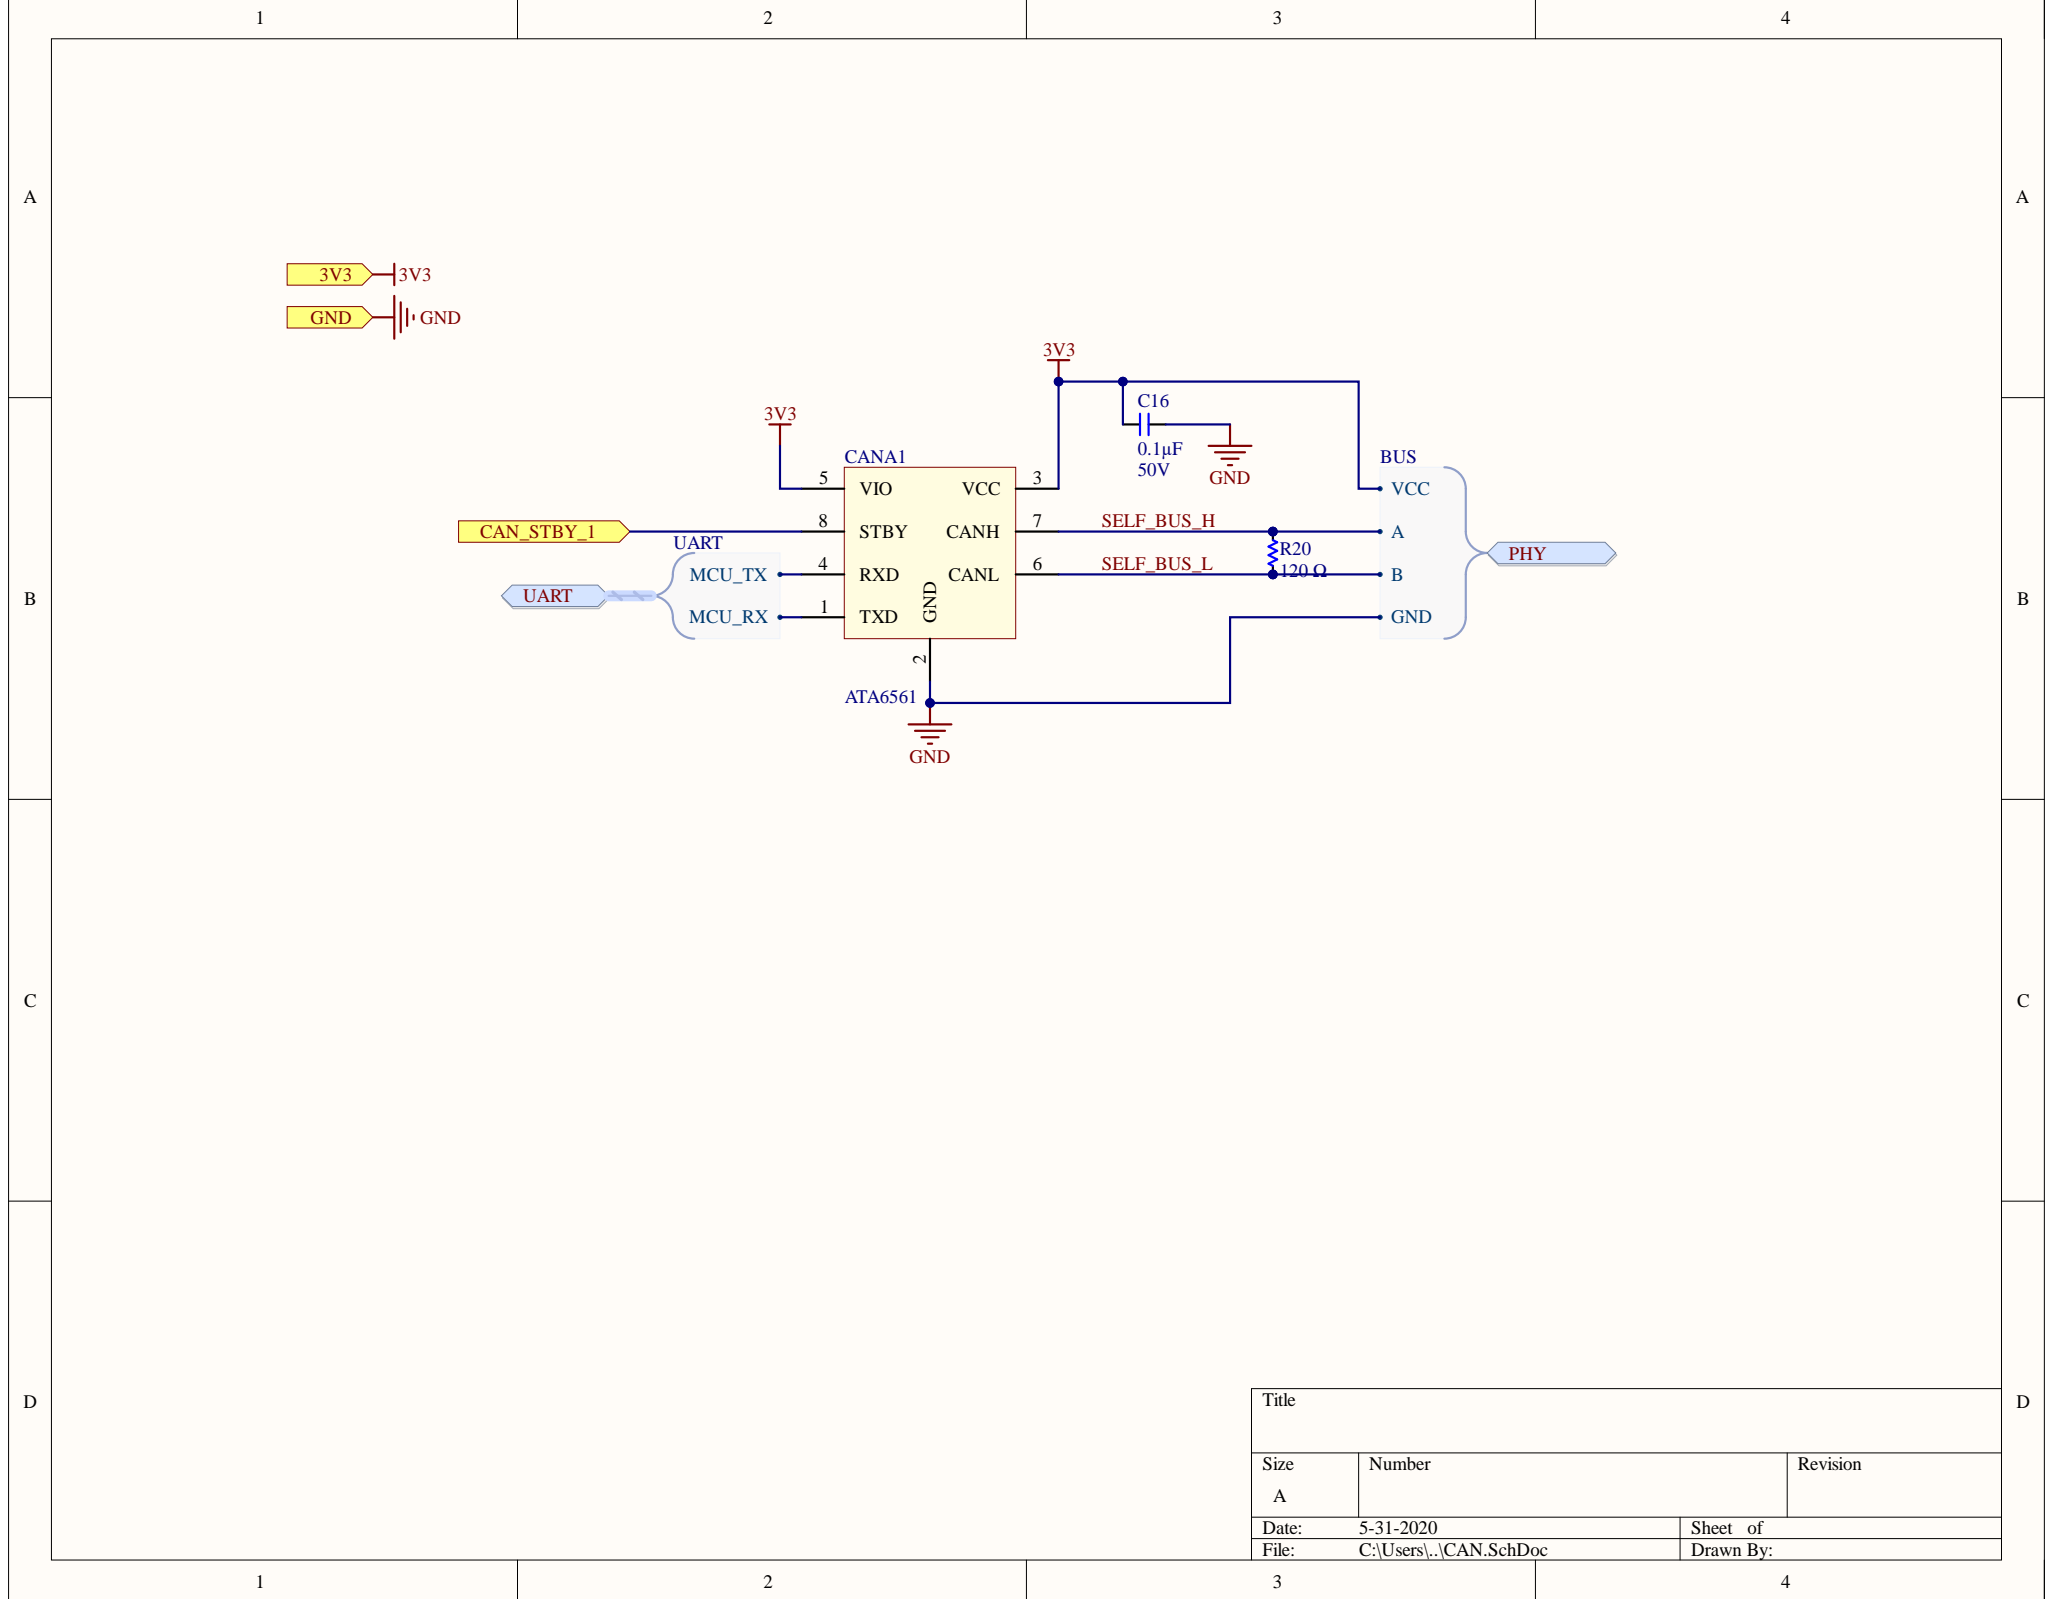 1 2 3 4
A A
3V3 3V3
GND GND
3V3
C16
3V3
0.1µF
50V
GND
CANA1
BUS
5 VIO VCC 3
VCC
CAN_STBY_1
8 STBY CANH 7
SELF_BUS_H
A
UART
R20
120 Ω
PHY
MCU_TX
4 RXD CANL 6
SELF_BUS_L
B
UART
GND
MCU_RX
1 TXD
GND
B B
2
ATA6561
GND
C C
D D
Title
Size Number Revision
A
Date: 5-31-2020 Sheet of
File: C:\Users\..\CAN.SchDoc Drawn By:
1 2 3 4